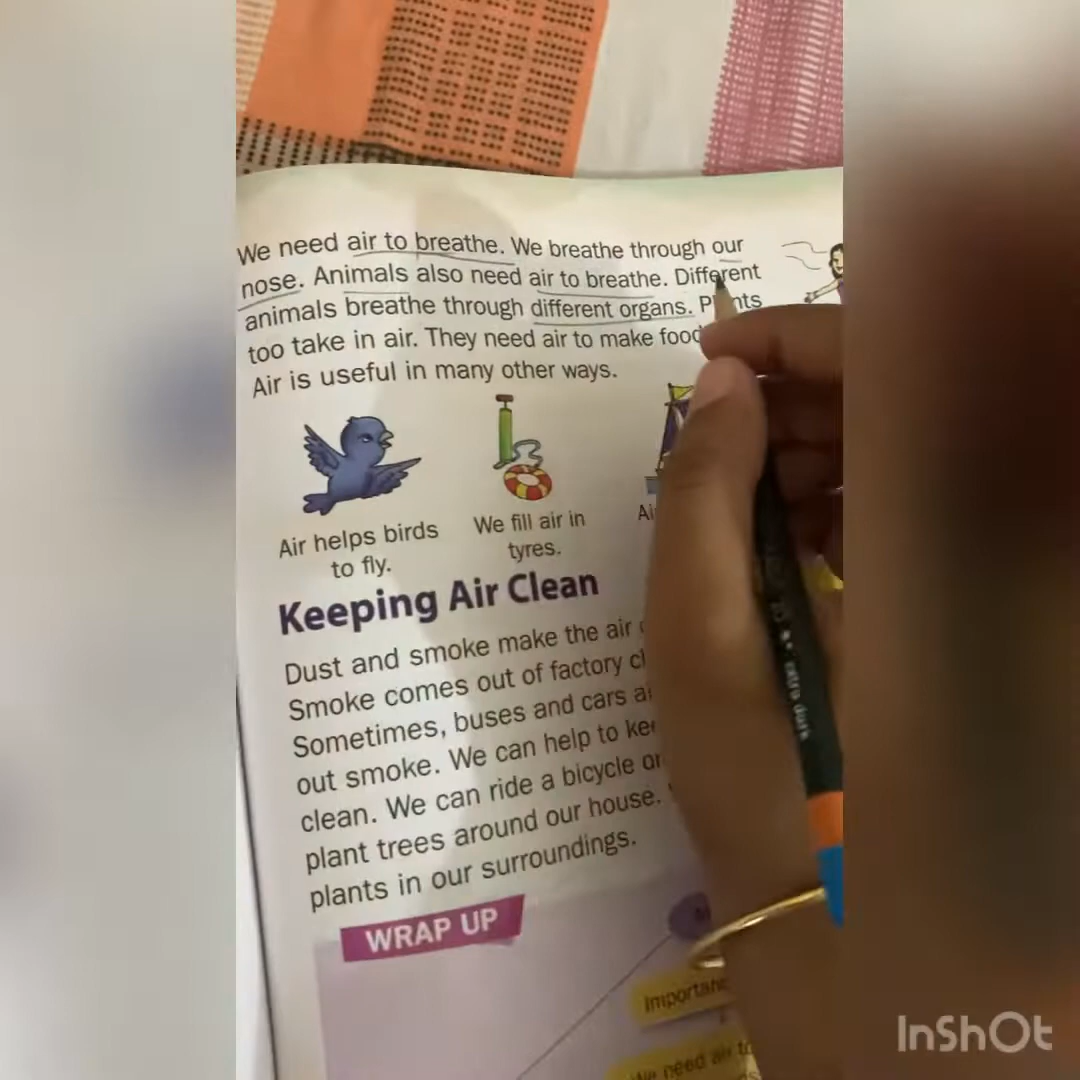 We need air to breathe. We breathe through our
nose. Animals also need air to breathe. Different
animals breathe through different organs. Plants
too take in air. They need air to make food
Air is useful in many other ways.
Air helps birds
to fly.
We fill air in
tyres.
Keeping Air Clean
Dust and smoke make the air
Smoke comes out of factory
Sometimes, buses and cars
out smoke. We can help to
clean. We can ride a bicycle
plant trees around our house.
plants in our surroundings.
WRAP UP
We need air to
extra dark
InShOt